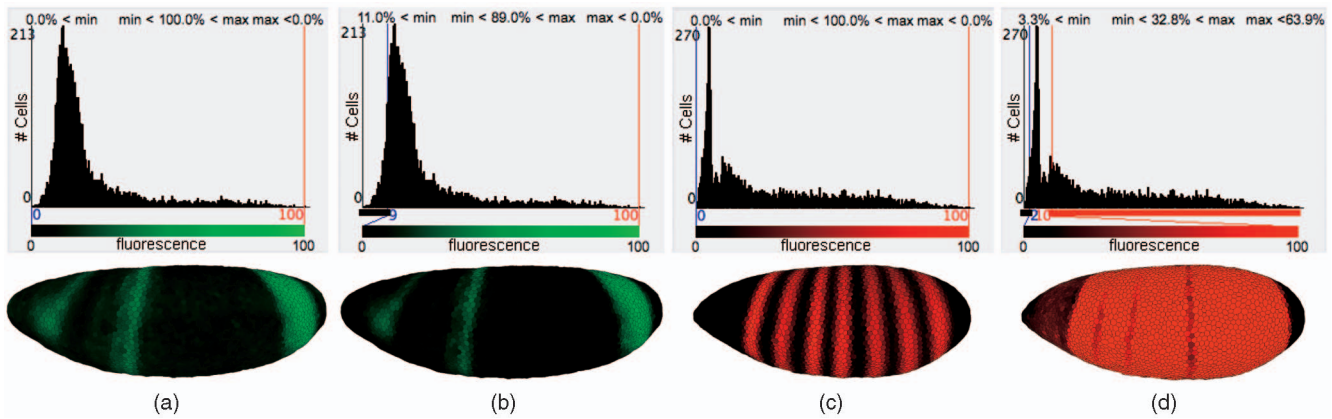 0.0% < min min < 100.0% < max max <0.0%
213
# Cells
0
0 100
0 fluorescence 100
(a)
11.0% < min min < 89.0% < max max < 0.0%
213
# Cells
0
9 100
0 fluorescence 100
(b)
0.0% < min min < 100.0% < max max < 0.0%
270
# Cells
0
0 100
0 fluorescence 100
(c)
3.3% < min min < 32.8% < max max <63.9%
270
# Cells
0
2 10
0 fluorescence 100
(d)